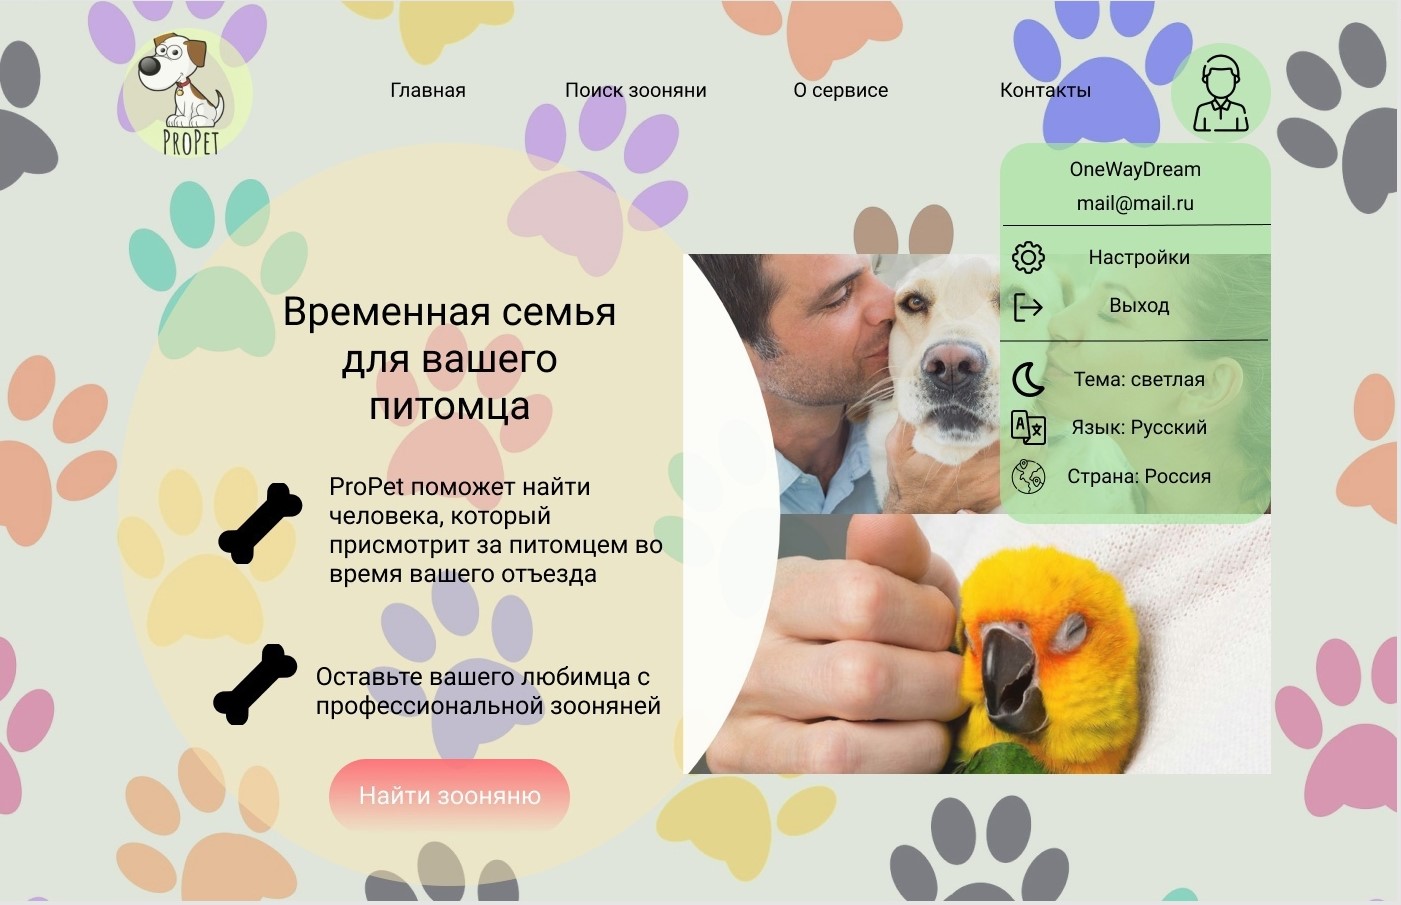 ProPet
Главная
Поиск зооняни
О сервисе
Контакты
OneWayDream
mail@mail.ru
Настройки
Выход
Тема: светлая
Язык: Русский
Страна: Россия
Временная семья
для вашего
питомца
ProPet поможет найти
человека, который
присмотрит за питомцем во
время вашего отъезда
Оставьте вашего любимца с
профессиональной зооняней
Найти зооняню